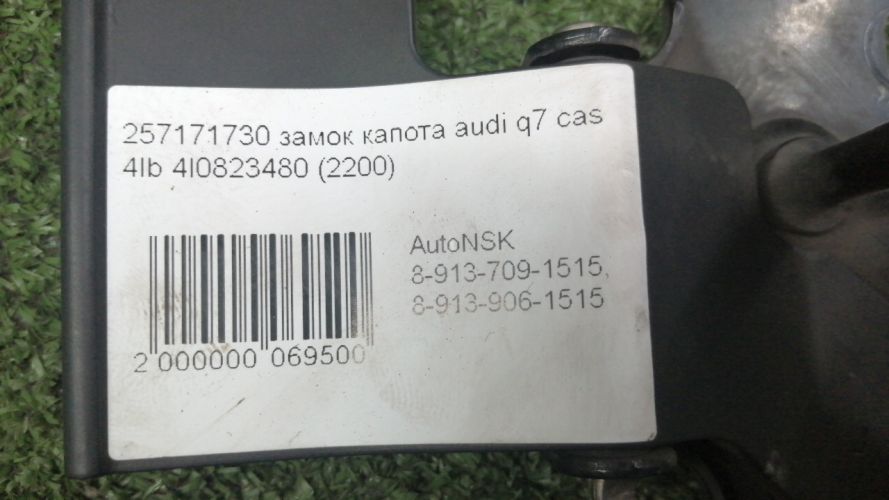 257171730 замок капота audi q7 cas
4lb 4l0823480 (2200)
AutoNSK
8-913-709-1515,
8-913-906-1515
2 000000 069500